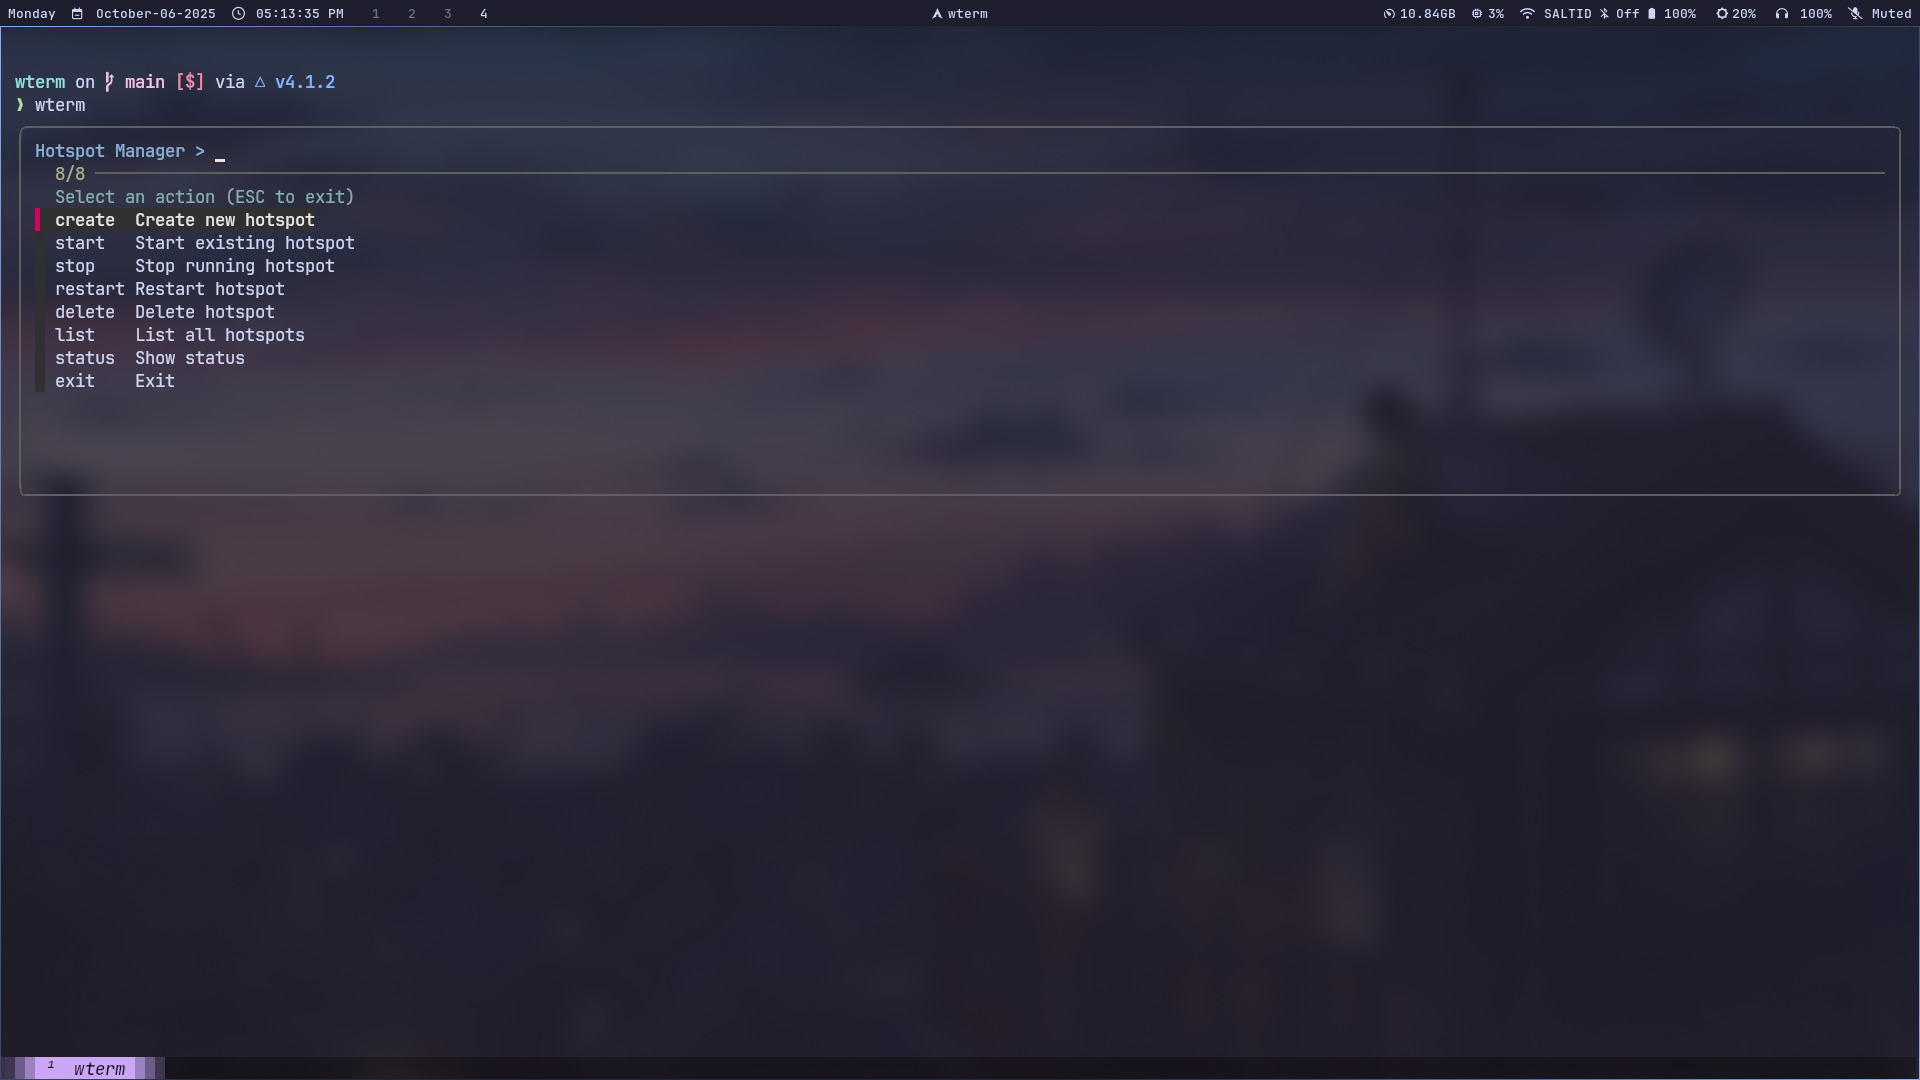 Monday October-06-2025 05:13:35 PM 1 2 3 4 wterm 10.84GB 3% SALTID Off 100% 20% 100% Muted
wterm on main [$] via △ v4.1.2
❱ wterm
Hotspot Manager > _
8/8
Select an action (ESC to exit)
create Create new hotspot
start Start existing hotspot
stop Stop running hotspot
restart Restart hotspot
delete Delete hotspot
list List all hotspots
status Show status
exit Exit
1 wterm